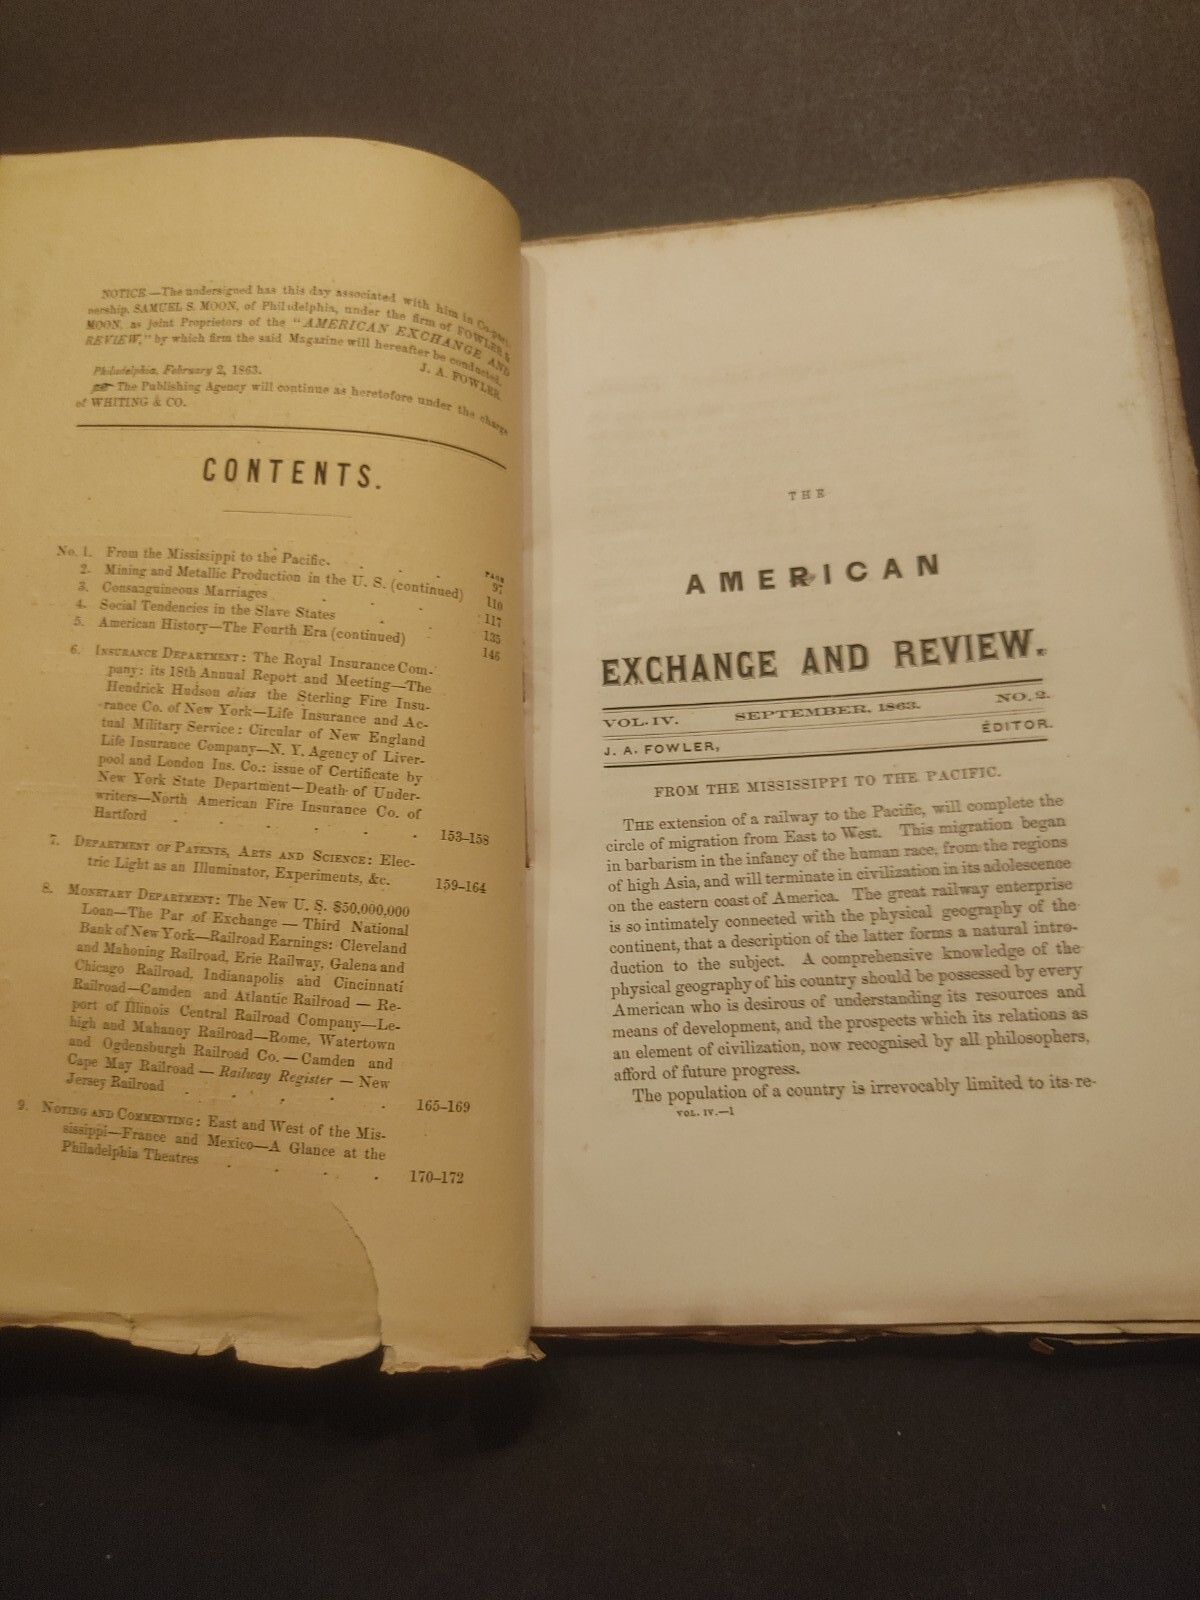 NOTICE—The undersigned has this day associated with him in Co-part-
nership. SAMUEL S. MOON, of Philadelphia, under the firm of FOWLER &
MOON, as joint Proprietors of the "AMERICAN EXCHANGE AND
REVIEW," by which firm the said Magazine will hereafter be conducted.
J. A. FOWLER.
Philadelphia, February 2, 1863.
☞ The Publishing Agency will continue as heretofore under the charge
of WHITING & CO.
CONTENTS.
PAGE
No. 1. From the Mississippi to the Pacific. 97
2. Mining and Metallic Production in the U. S. (continued) 110
3. Consanguineous Marriages 117
4. Social Tendencies in the Slave States 135
5. American History—The Fourth Era (continued) 146
6. INSURANCE DEPARTMENT: The Royal Insurance Com-
pany: its 18th Annual Report and Meeting—The
Hendrick Hudson alias the Sterling Fire Insu-
rance Co. of New York—Life Insurance and Ac-
tual Military Service: Circular of New England
Life Insurance Company—N. Y. Agency of Liver-
pool and London Ins. Co.: issue of Certificate by
New York State Department—Death of Under-
writers—North American Fire Insurance Co. of
Hartford 153–158
7. DEPARTMENT OF PATENTS, ARTS AND SCIENCE: Elec-
tric Light as an Illuminator, Experiments, &c. 159–164
8. MONETARY DEPARTMENT: The New U. S. $50,000,000
Loan—The Par of Exchange—Third National
Bank of New York—Railroad Earnings: Cleveland
and Mahoning Railroad, Erie Railway, Galena and
Chicago Railroad, Indianapolis and Cincinnati
Railroad—Camden and Atlantic Railroad—Re-
port of Illinois Central Railroad Company—Le-
high and Mahanoy Railroad—Rome, Watertown
and Ogdensburgh Railroad Co.—Camden and
Cape May Railroad—Railway Register—New
Jersey Railroad 165–169
9. NOTING AND COMMENTING: East and West of the Mis-
sissippi—France and Mexico—A Glance at the
Philadelphia Theatres 170–172
THE
AMERICAN
EXCHANGE AND REVIEW.
VOL. IV. SEPTEMBER, 1863. NO. 2.
J. A. FOWLER, EDITOR.
FROM THE MISSISSIPPI TO THE PACIFIC.
THE extension of a railway to the Pacific, will complete the
circle of migration from East to West. This migration began
in barbarism in the infancy of the human race; from the regions
of high Asia, and will terminate in civilization in its adolescence
on the eastern coast of America. The great railway enterprise
is so intimately connected with the physical geography of the
continent, that a description of the latter forms a natural intro-
duction to the subject. A comprehensive knowledge of the
physical geography of his country should be possessed by every
American who is desirous of understanding its resources and
means of development, and the prospects which its relations as
an element of civilization, now recognised by all philosophers,
afford of future progress.
The population of a country is irrevocably limited to its re-
VOL. IV.—1